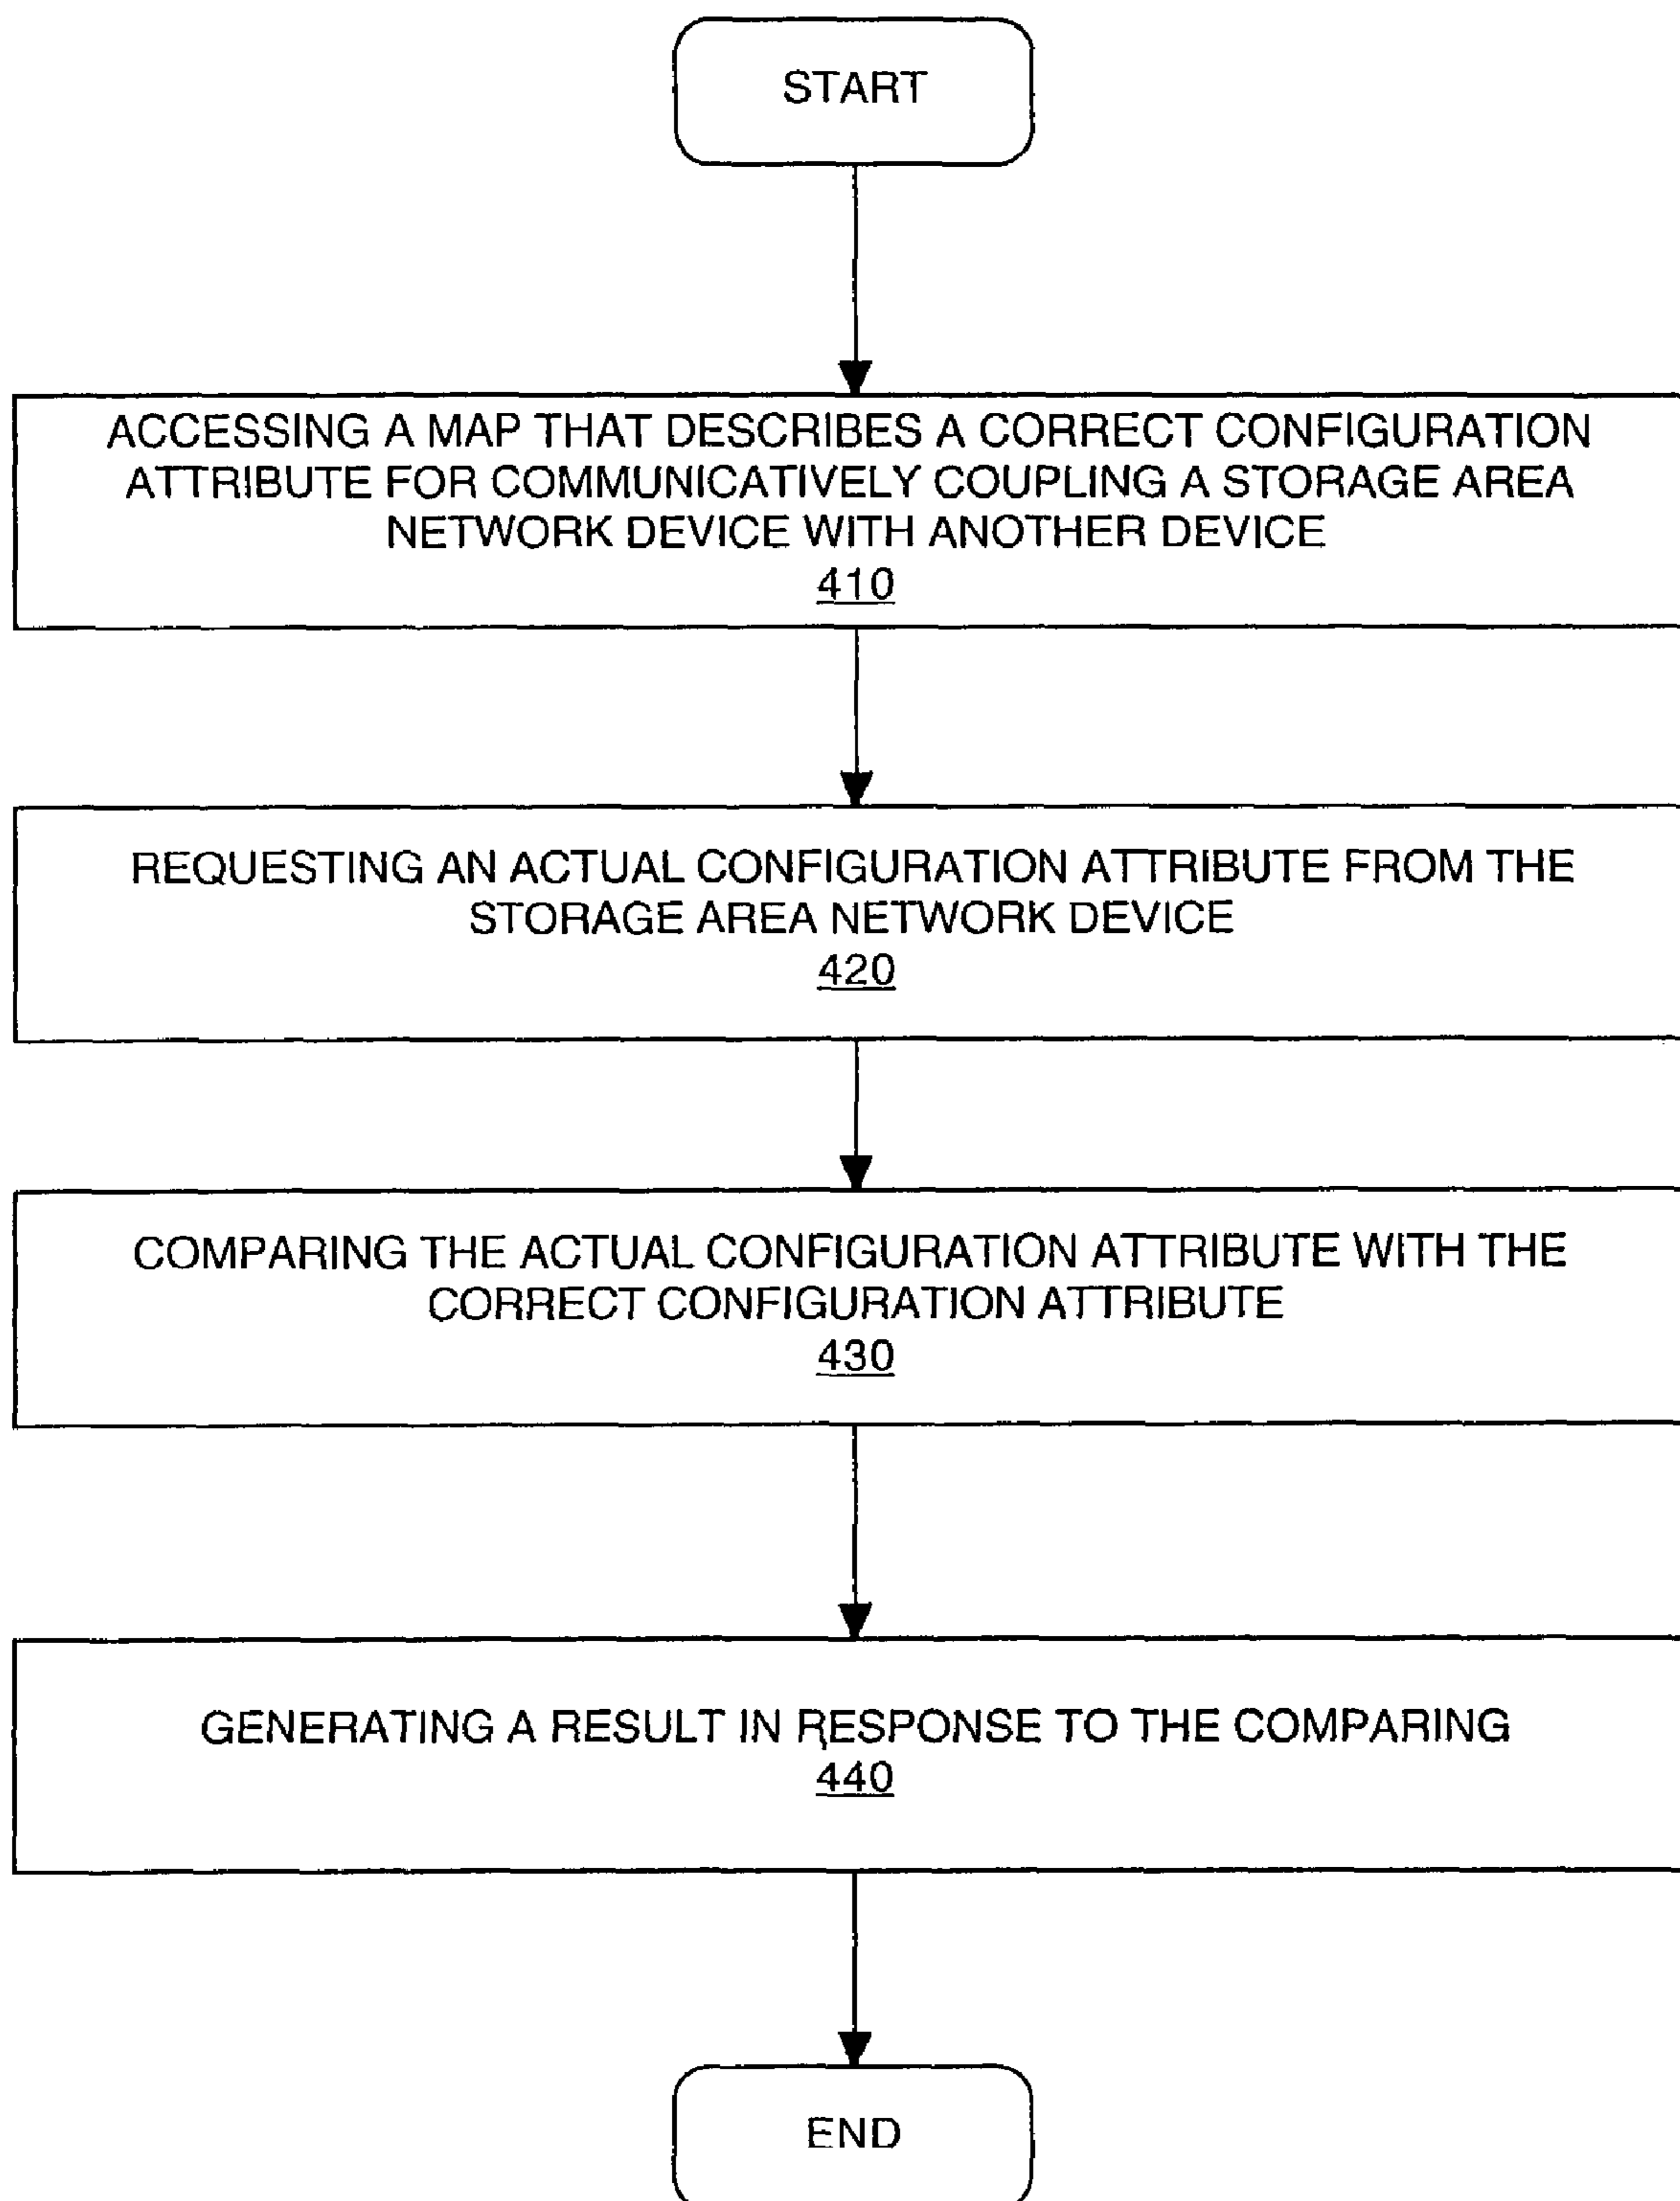 START
ACCESSING A MAP THAT DESCRIBES A CORRECT CONFIGURATION
ATTRIBUTE FOR COMMUNICATIVELY COUPLING A STORAGE AREA
NETWORK DEVICE WITH ANOTHER DEVICE
410
REQUESTING AN ACTUAL CONFIGURATION ATTRIBUTE FROM THE
STORAGE AREA NETWORK DEVICE
420
COMPARING THE ACTUAL CONFIGURATION ATTRIBUTE WITH THE
CORRECT CONFIGURATION ATTRIBUTE
430
GENERATING A RESULT IN RESPONSE TO THE COMPARING
440
END